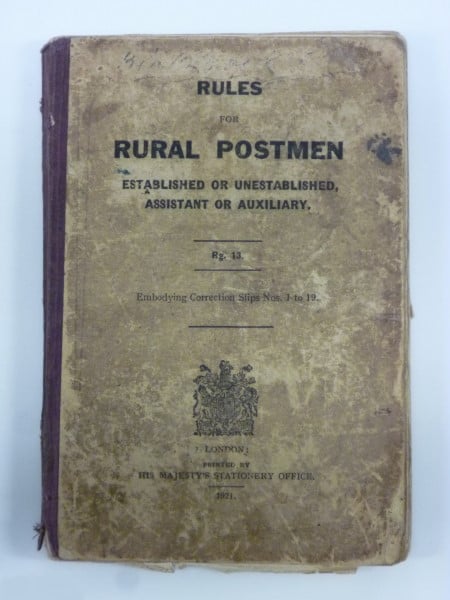 RULES
FOR
RURAL POSTMEN
ESTABLISHED OR UNESTABLISHED,
ASSISTANT OR AUXILIARY.
Rg. 13.
Embodying Correction Slips Nos. 1 to 19.
LONDON:
PRINTED BY
HIS MAJESTY'S STATIONERY OFFICE.
1921.